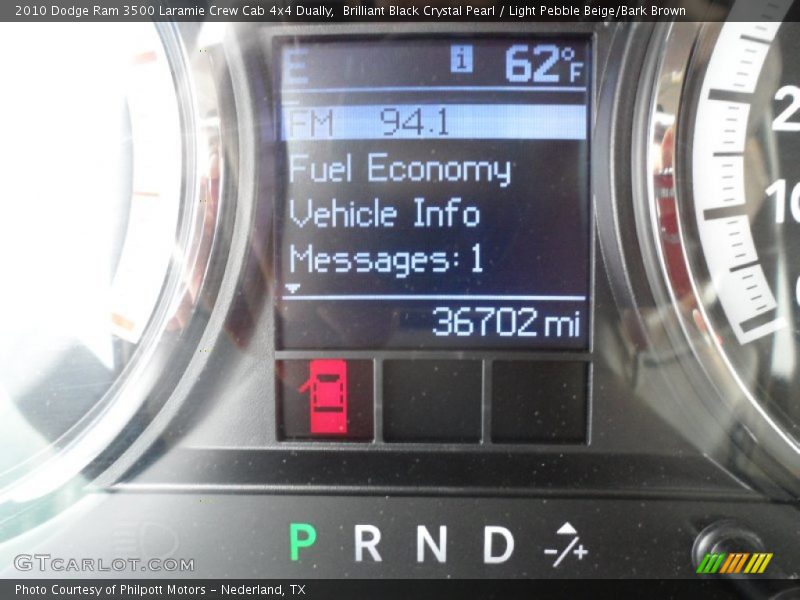 2010 Dodge Ram 3500 Laramie Crew Cab 4x4 Dually, Brilliant Black Crystal Pearl / Light Pebble Beige/Bark Brown
E i 62°F
FM 94.1
Fuel Economy
Vehicle Info
Messages: 1
36702 mi
P R N D -/+
GTCARLOT.COM
Photo Courtesy of Philpott Motors - Nederland, TX